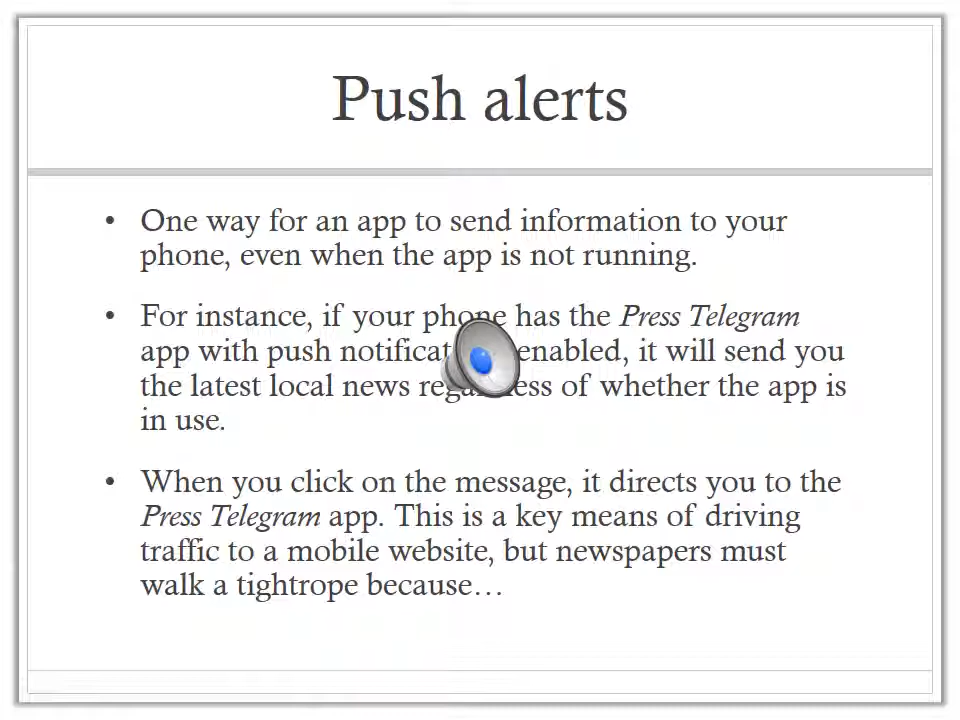 Push alerts
• One way for an app to send information to your
phone, even when the app is not running.
• For instance, if your phone has the Press Telegram
app with push notificat enabled, it will send you
the latest local news regardless of whether the app is
in use.
• When you click on the message, it directs you to the
Press Telegram app. This is a key means of driving
traffic to a mobile website, but newspapers must
walk a tightrope because…